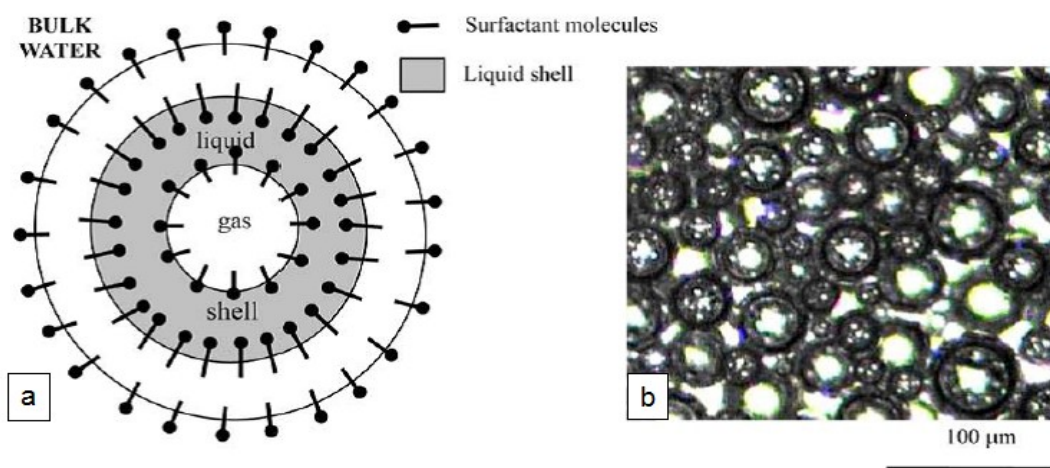 BULK
WATER
Surfactant molecules
Liquid shell
liquid
gas
shell
a
b
100 μm